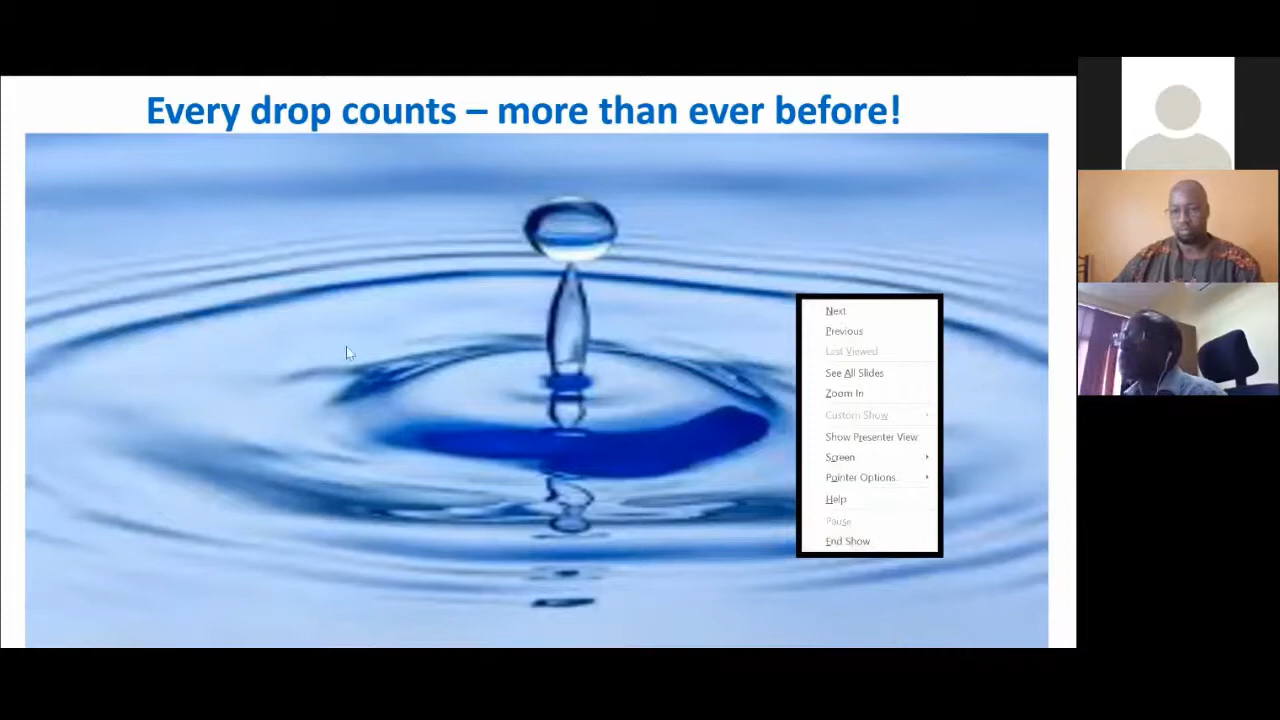 Every drop counts – more than ever before!
Next
Previous
Last Viewed
See All Slides
Zoom In
Custom Show
Show Presenter View
Screen
Pointer Options
Help
Pause
End Show